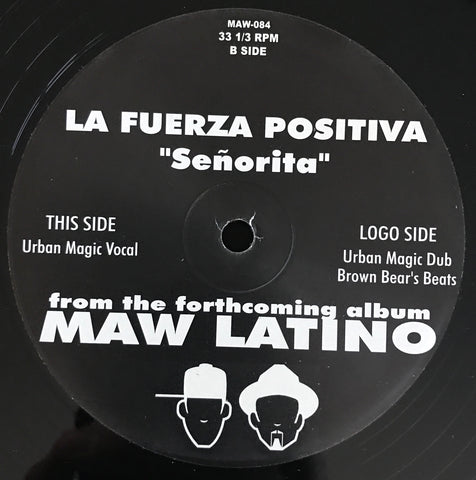 MAW-084
33 1/3 RPM
B SIDE
LA FUERZA POSITIVA
"Señorita"
THIS SIDE
Urban Magic Vocal
LOGO SIDE
Urban Magic Dub
Brown Bear's Beats
from the forthcoming album
MAW LATINO